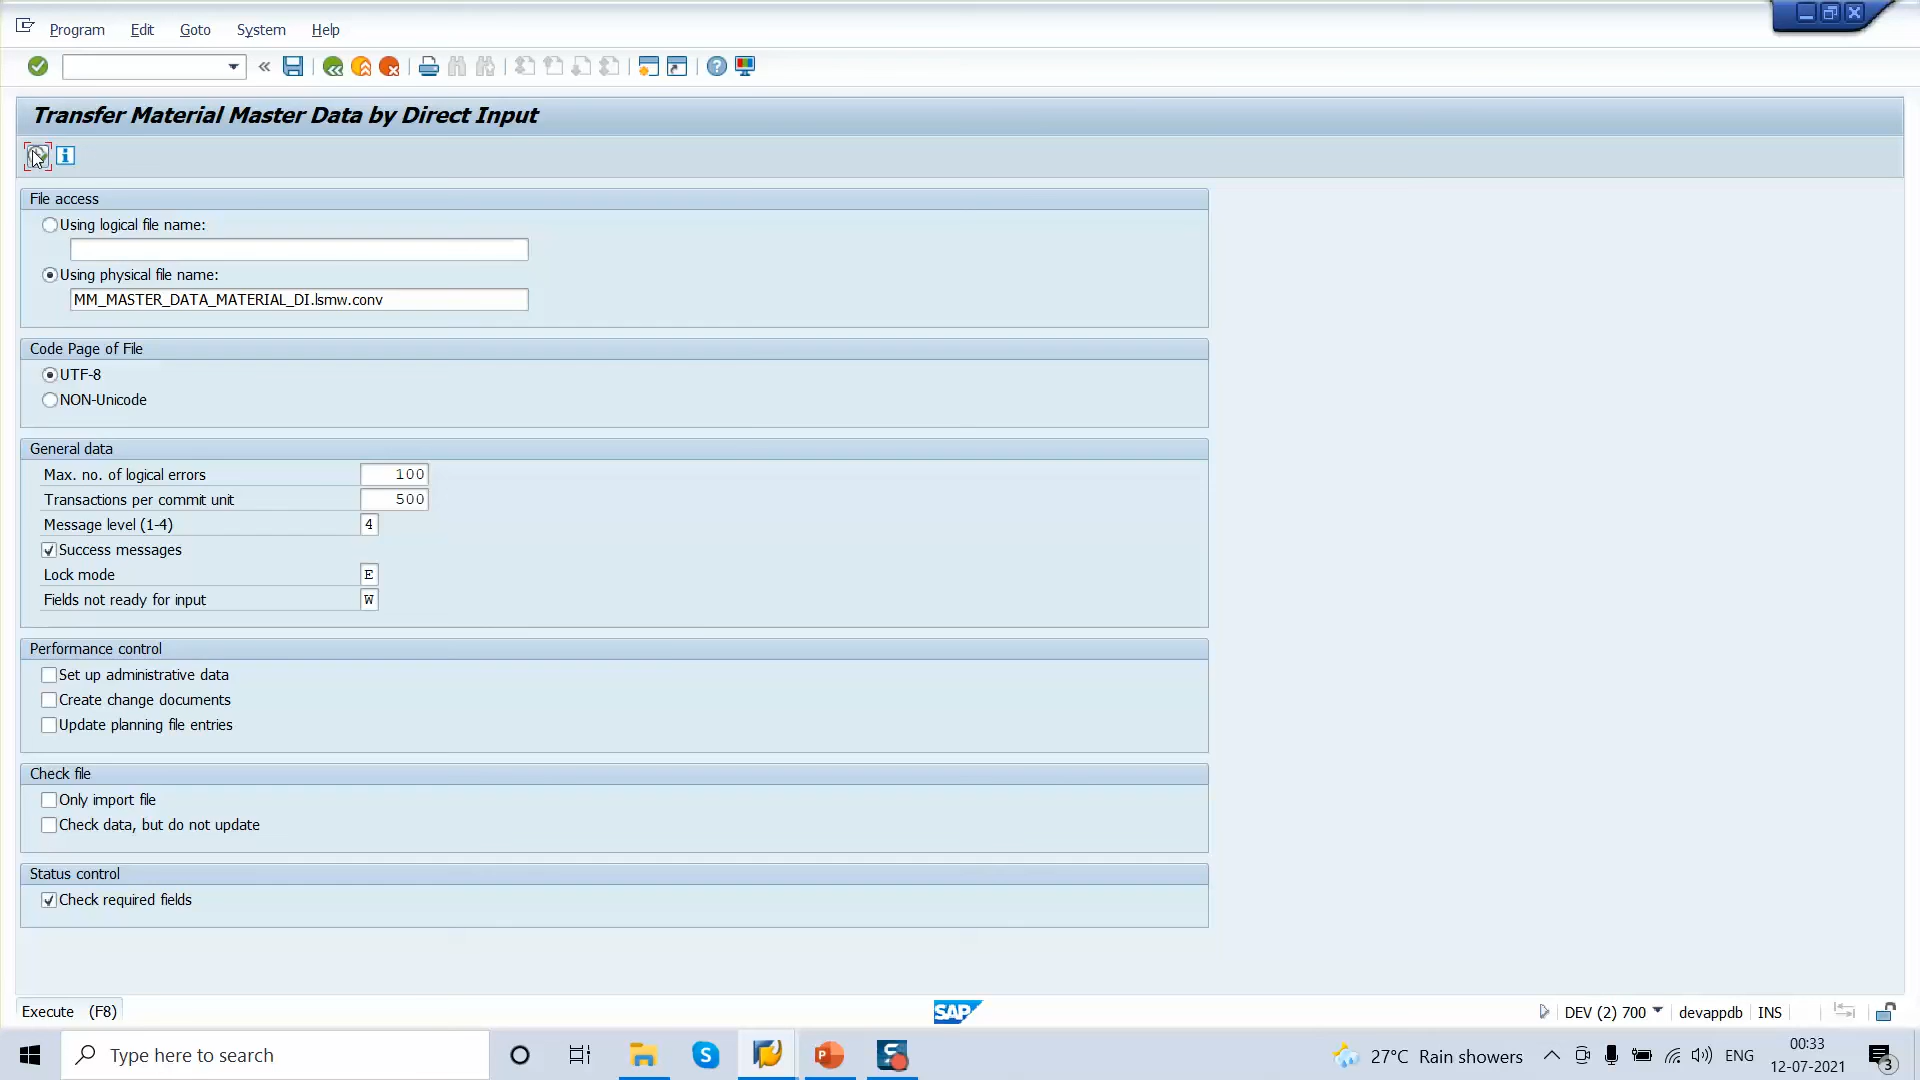 Program Edit Goto System Help
Transfer Material Master Data by Direct Input
File access
Using logical file name:
Using physical file name:
MM_MASTER_DATA_MATERIAL_DI.lsmw.conv
Code Page of File
UTF-8
NON-Unicode
General data
Max. no. of logical errors 100
Transactions per commit unit 500
Message level (1-4) 4
Success messages
Lock mode E
Fields not ready for input W
Performance control
Set up administrative data
Create change documents
Update planning file entries
Check file
Only import file
Check data, but do not update
Status control
Check required fields
Execute (F8) SAP DEV (2) 700 devappdb INS
Type here to search 27°C Rain showers ENG 00:33
12-07-2021 3